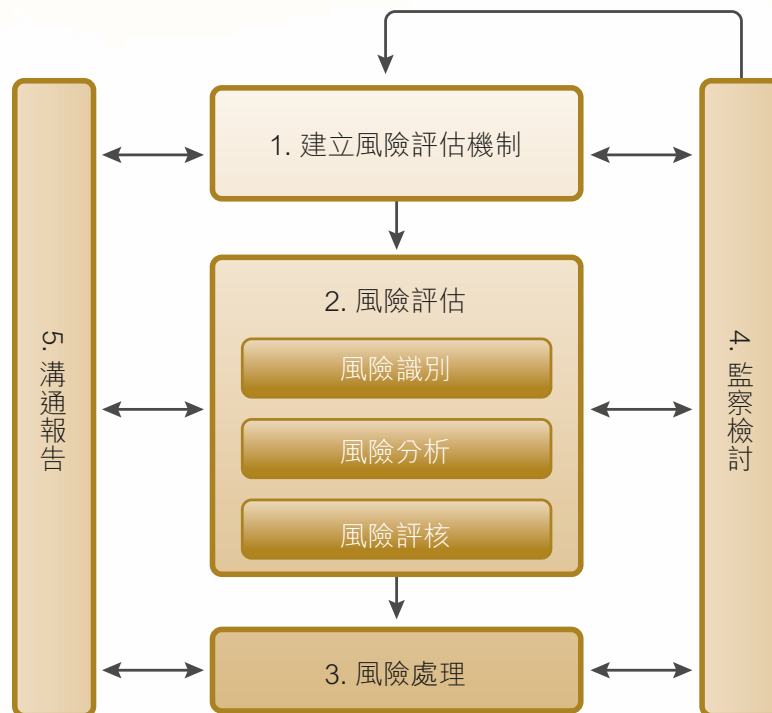 1. 建立風險評估機制
2. 風險評估
風險識別
風險分析
風險評核
3. 風險處理
4. 監察檢討
5. 溝通報告